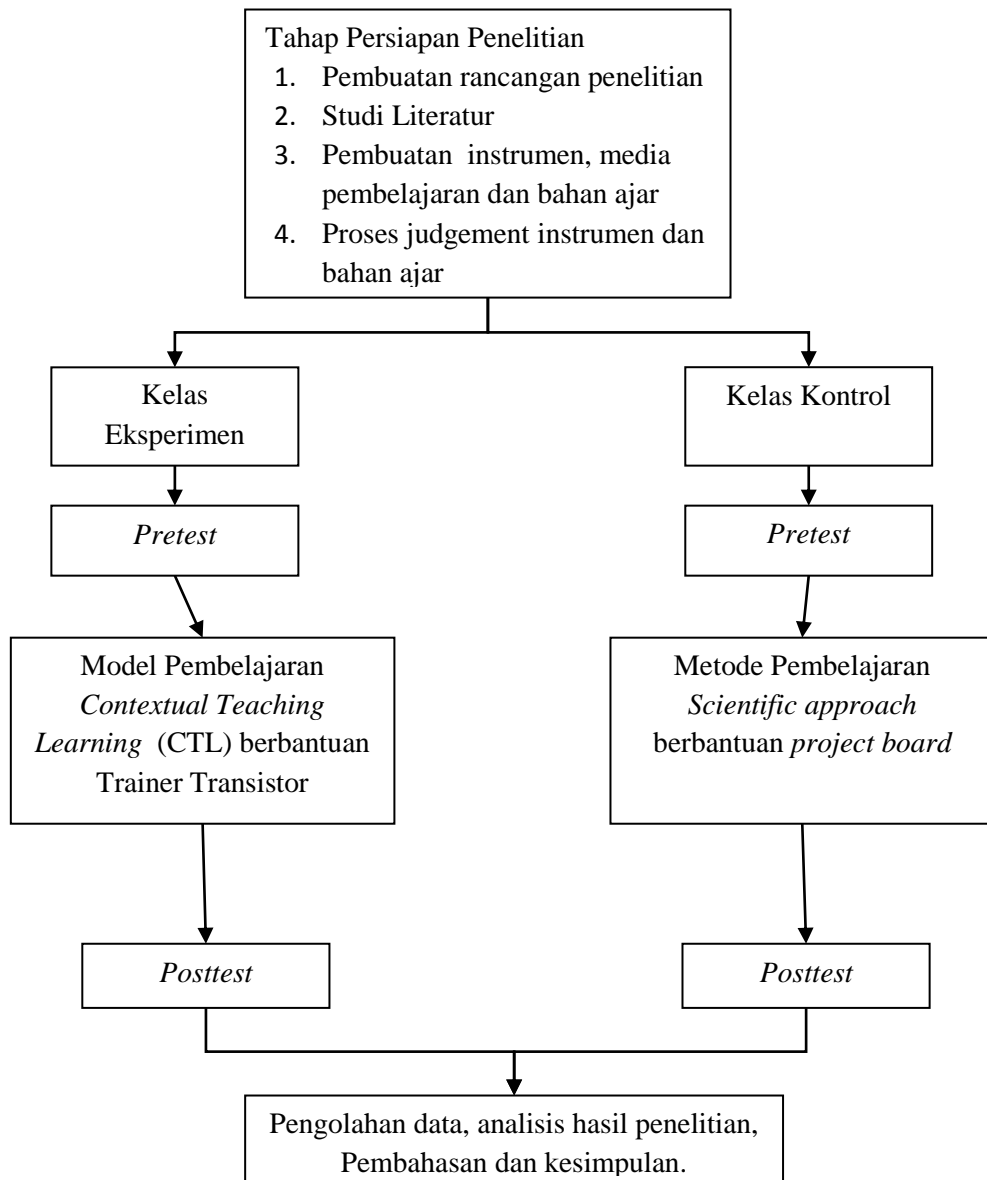 Tahap Persiapan Penelitian
1. Pembuatan rancangan penelitian
2. Studi Literatur
3. Pembuatan instrumen, media
pembelajaran dan bahan ajar
4. Proses judgement instrumen dan
bahan ajar
Kelas
Eksperimen
Kelas Kontrol
Pretest
Pretest
Model Pembelajaran
Contextual Teaching
Learning (CTL) berbantuan
Trainer Transistor
Metode Pembelajaran
Scientific approach
berbantuan project board
Posttest
Posttest
Pengolahan data, analisis hasil penelitian,
Pembahasan dan kesimpulan.